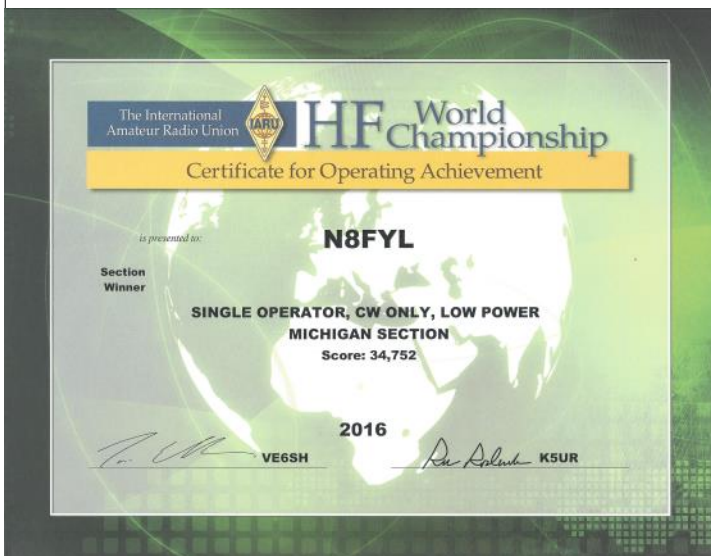 The International
Amateur Radio Union
IARU
HF World
Championship
Certificate for Operating Achievement
is presented to:
N8FYL
Section
Winner
SINGLE OPERATOR, CW ONLY, LOW POWER
MICHIGAN SECTION
Score: 34,752
2016
VE6SH
K5UR